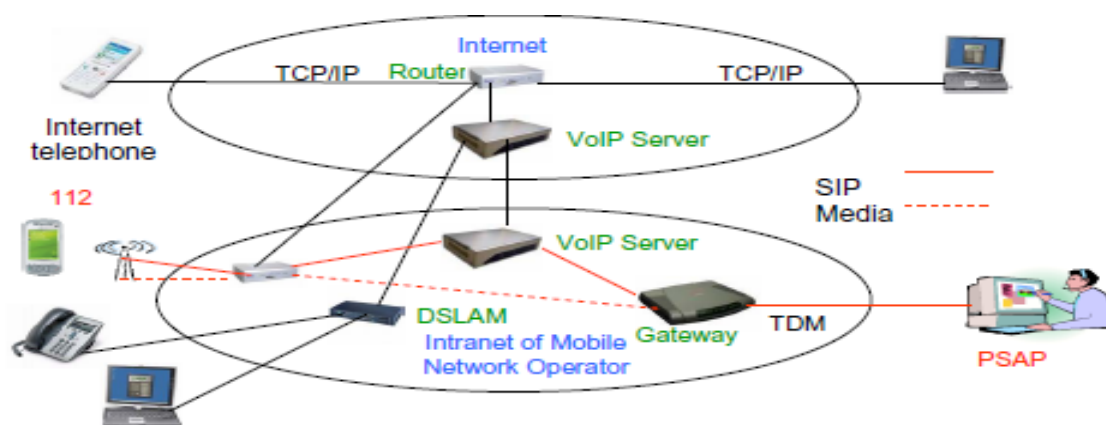 Internet
TCP/IP
Router
TCP/IP
Internet
telephone
VoIP Server
112
SIP
Media
VoIP Server
DSLAM
Gateway
TDM
Intranet of Mobile
Network Operator
PSAP